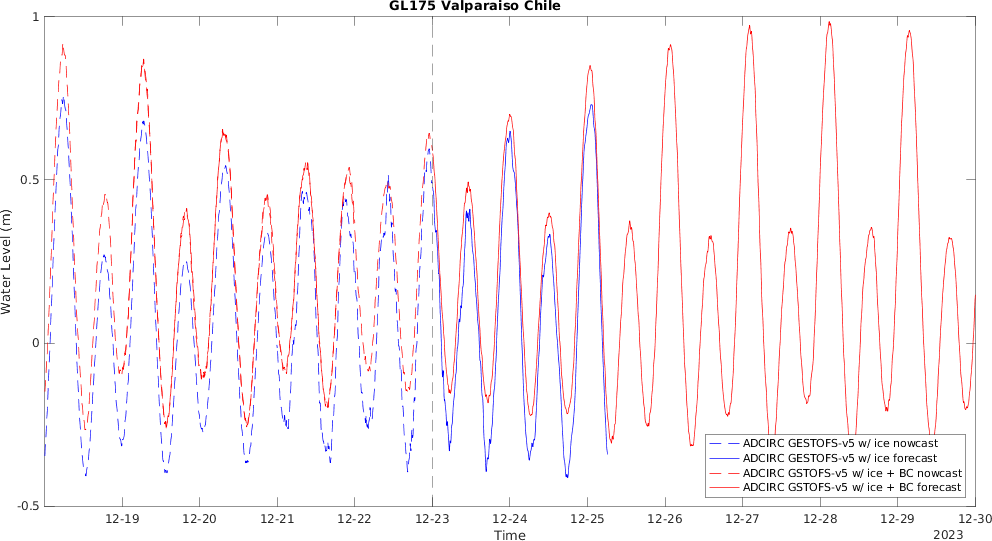 GL175 Valparaiso Chile
1
0.5
0
-0.5
Water Level (m)
ADCIRC GESTOFS-v5 w/ ice nowcast
ADCIRC GESTOFS-v5 w/ ice forecast
ADCIRC GSTOFS-v5 w/ ice + BC nowcast
ADCIRC GSTOFS-v5 w/ ice + BC forecast
12-19 12-20 12-21 12-22 12-23 12-24 12-25 12-26 12-27 12-28 12-29 12-30
Time
2023